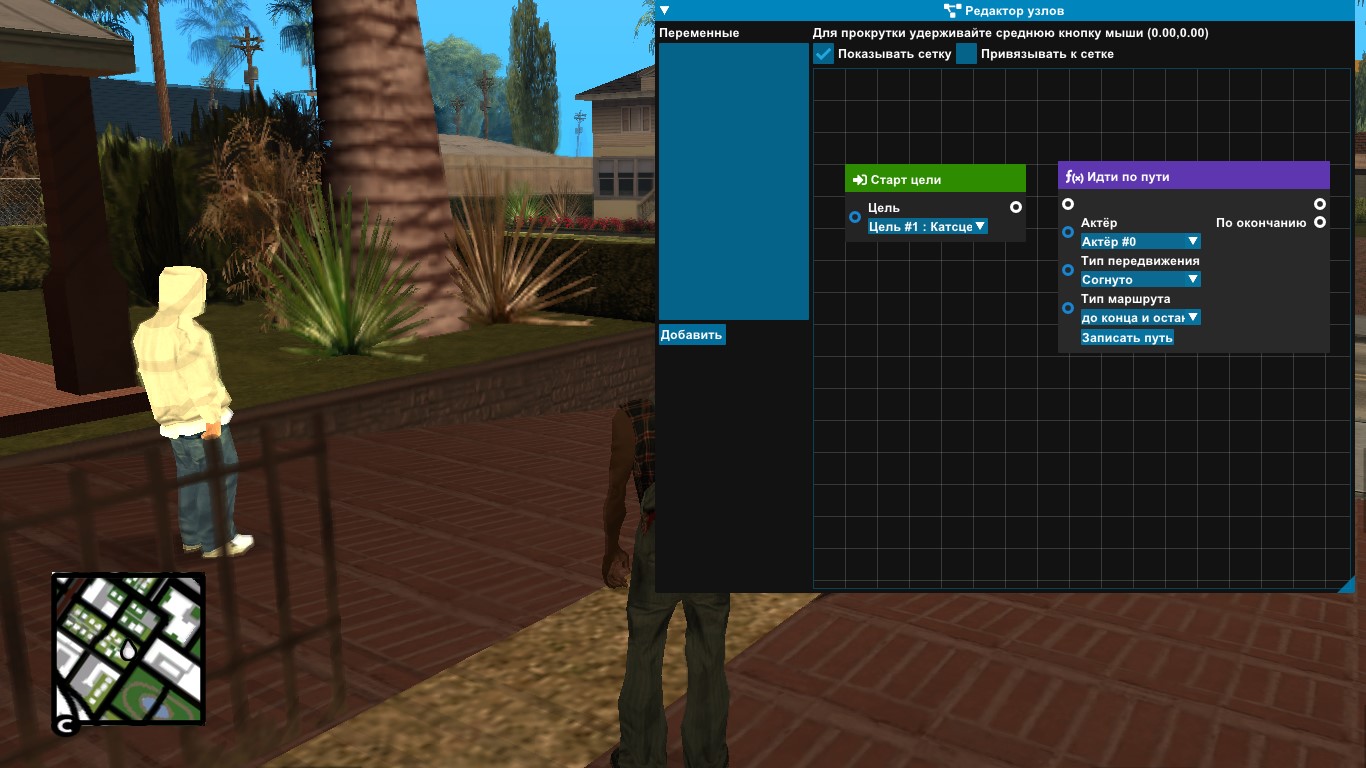 Редактор узлов
Переменные
Для прокрутки удерживайте среднюю кнопку мыши (0.00,0.00)
Показывать сетку
Привязывать к сетке
Старт цели
Цель
Цель #1 : Катсце
f(x) Идти по пути
Актёр
По окончанию
Актёр #0
Тип передвижения
Согнуто
Тип маршрута
до конца и остан
Записать путь
Добавить
С